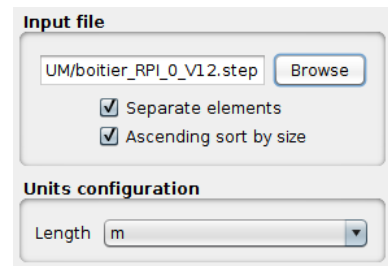 Input file
UM/boitier_RPI_0_V12.step Browse
Separate elements
Ascending sort by size
Units configuration
Length m